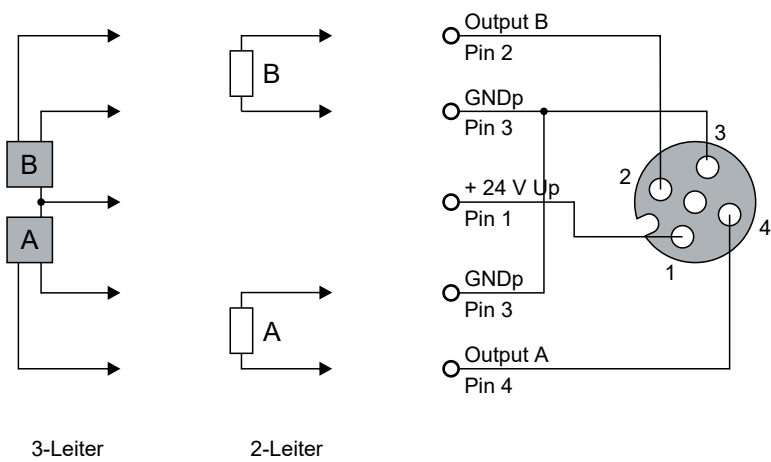 Output B
Pin 2
B
GNDp
Pin 3
3
B
2
+ 24 V Up
Pin 1
4
A
1
GNDp
Pin 3
A
Output A
Pin 4
3-Leiter
2-Leiter